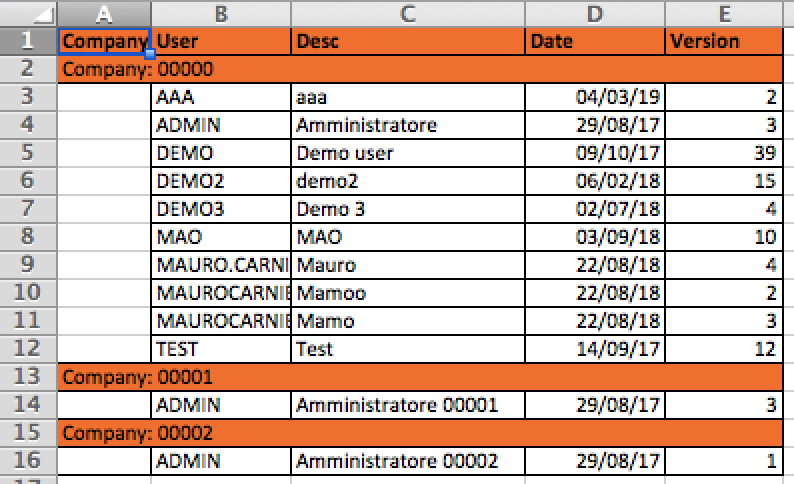 A B C D E
1 Company User Desc Date Version
2 Company: 00000
3 AAA aaa 04/03/19 2
4 ADMIN Amministratore 29/08/17 3
5 DEMO Demo user 09/10/17 39
6 DEMO2 demo2 06/02/18 15
7 DEMO3 Demo 3 02/07/18 4
8 MAO MAO 03/09/18 10
9 MAURO.CARNI Mauro 22/08/18 4
10 MAUROCARNIE Mamoo 22/08/18 2
11 MAUROCARNIE Mamo 22/08/18 3
12 TEST Test 14/09/17 12
13 Company: 00001
14 ADMIN Amministratore 00001 29/08/17 3
15 Company: 00002
16 ADMIN Amministratore 00002 29/08/17 1